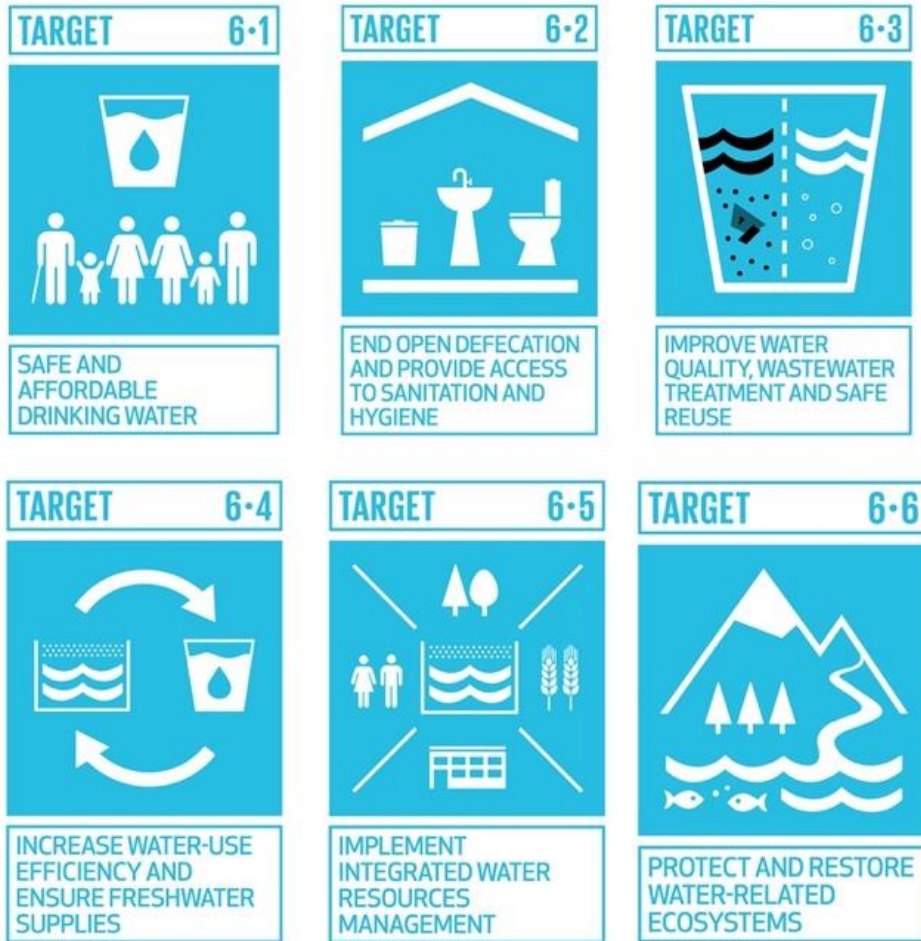 TARGET 6·1
SAFE AND
AFFORDABLE
DRINKING WATER
TARGET 6·2
END OPEN DEFECATION
AND PROVIDE ACCESS
TO SANITATION AND
HYGIENE
TARGET 6·3
IMPROVE WATER
QUALITY, WASTEWATER
TREATMENT AND SAFE
REUSE
TARGET 6·4
INCREASE WATER-USE
EFFICIENCY AND
ENSURE FRESHWATER
SUPPLIES
TARGET 6·5
IMPLEMENT
INTEGRATED WATER
RESOURCES
MANAGEMENT
TARGET 6·6
PROTECT AND RESTORE
WATER-RELATED
ECOSYSTEMS